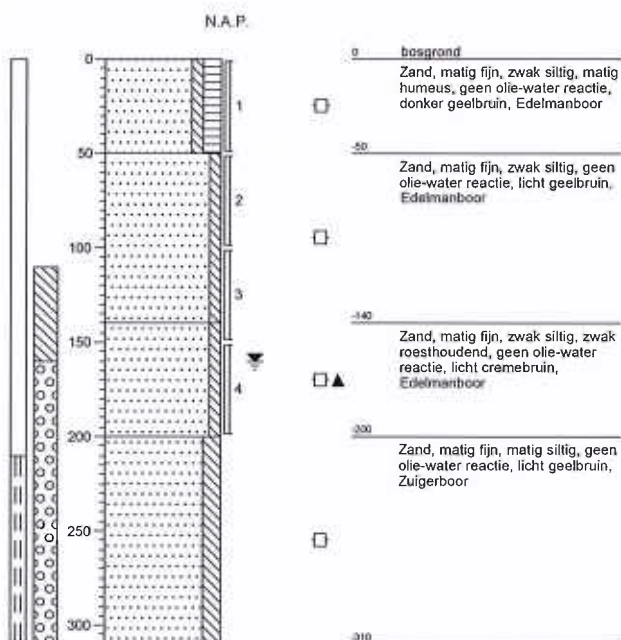 N.A.P.
0
50
100
150
200
250
300
1
2
3
4
0 bosgrond
Zand, matig fijn, zwak siltig, matig
humeus, geen olie-water reactie,
donker geelbruin, Edelmanboor
-50
Zand, matig fijn, zwak siltig, geen
olie-water reactie, licht geelbruin,
Edelmanboor
-140
Zand, matig fijn, zwak siltig, zwak
roesthoudend, geen olie-water
reactie, licht cremebruin,
Edelmanboor
-200
Zand, matig fijn, matig siltig, geen
olie-water reactie, licht geelbruin,
Zuigerboor
-310